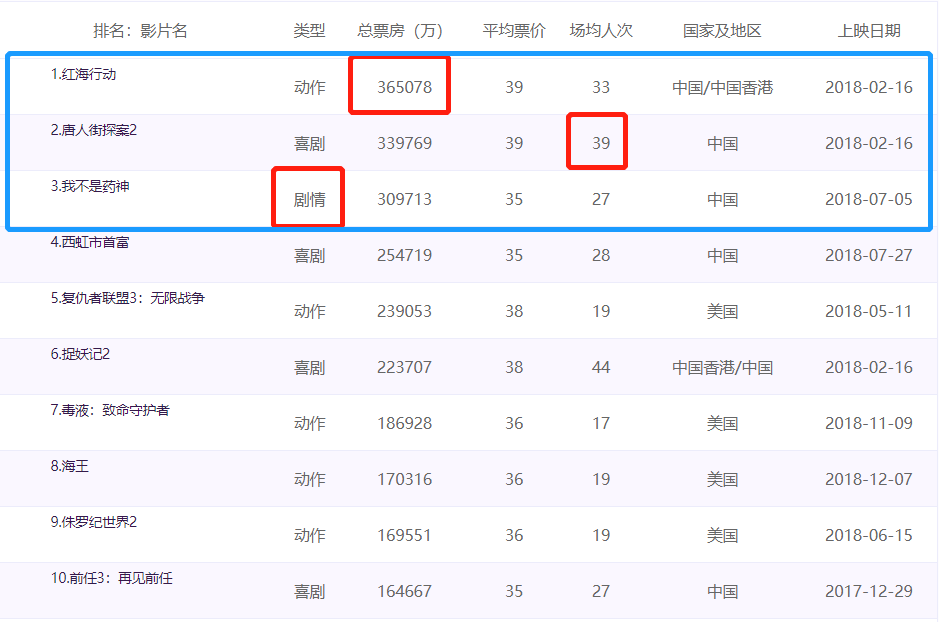 排名：影片名 类型 总票房（万） 平均票价 场均人次 国家及地区 上映日期
1.红海行动 动作 365078 39 33 中国/中国香港 2018-02-16
2.唐人街探案2 喜剧 339769 39 39 中国 2018-02-16
3.我不是药神 剧情 309713 35 27 中国 2018-07-05
4.西虹市首富 喜剧 254719 35 28 中国 2018-07-27
5.复仇者联盟3：无限战争 动作 239053 38 19 美国 2018-05-11
6.捉妖记2 喜剧 223707 38 44 中国香港/中国 2018-02-16
7.毒液：致命守护者 动作 186928 36 17 美国 2018-11-09
8.海王 动作 170316 36 19 美国 2018-12-07
9.侏罗纪世界2 动作 169551 36 19 美国 2018-06-15
10.前任3：再见前任 喜剧 164667 35 27 中国 2017-12-29